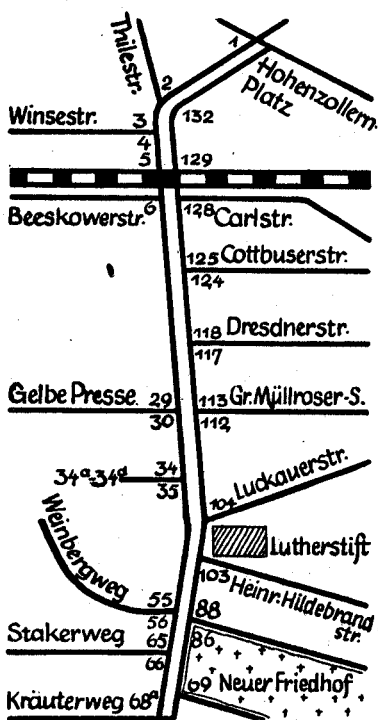 Thilestr.
1
2
Hohenzollern-
Platz
Winsestr. 3
132
4
5
129
Beeskowerstr. 6
128 Carlstr.
125 Cottbuserstr.
124
118 Dresdnerstr.
117
Gelbe Presse 29
113 Gr. Müllroser-S.
30
112
34a-34d
34
35
104 Luckauerstr.
Weinbergweg
Lutherstift
103 Heinr. Hildebrand
str.
55
88
56
Stakerweg 65
86
66
69 Neuer Friedhof
Kräuterweg 68a